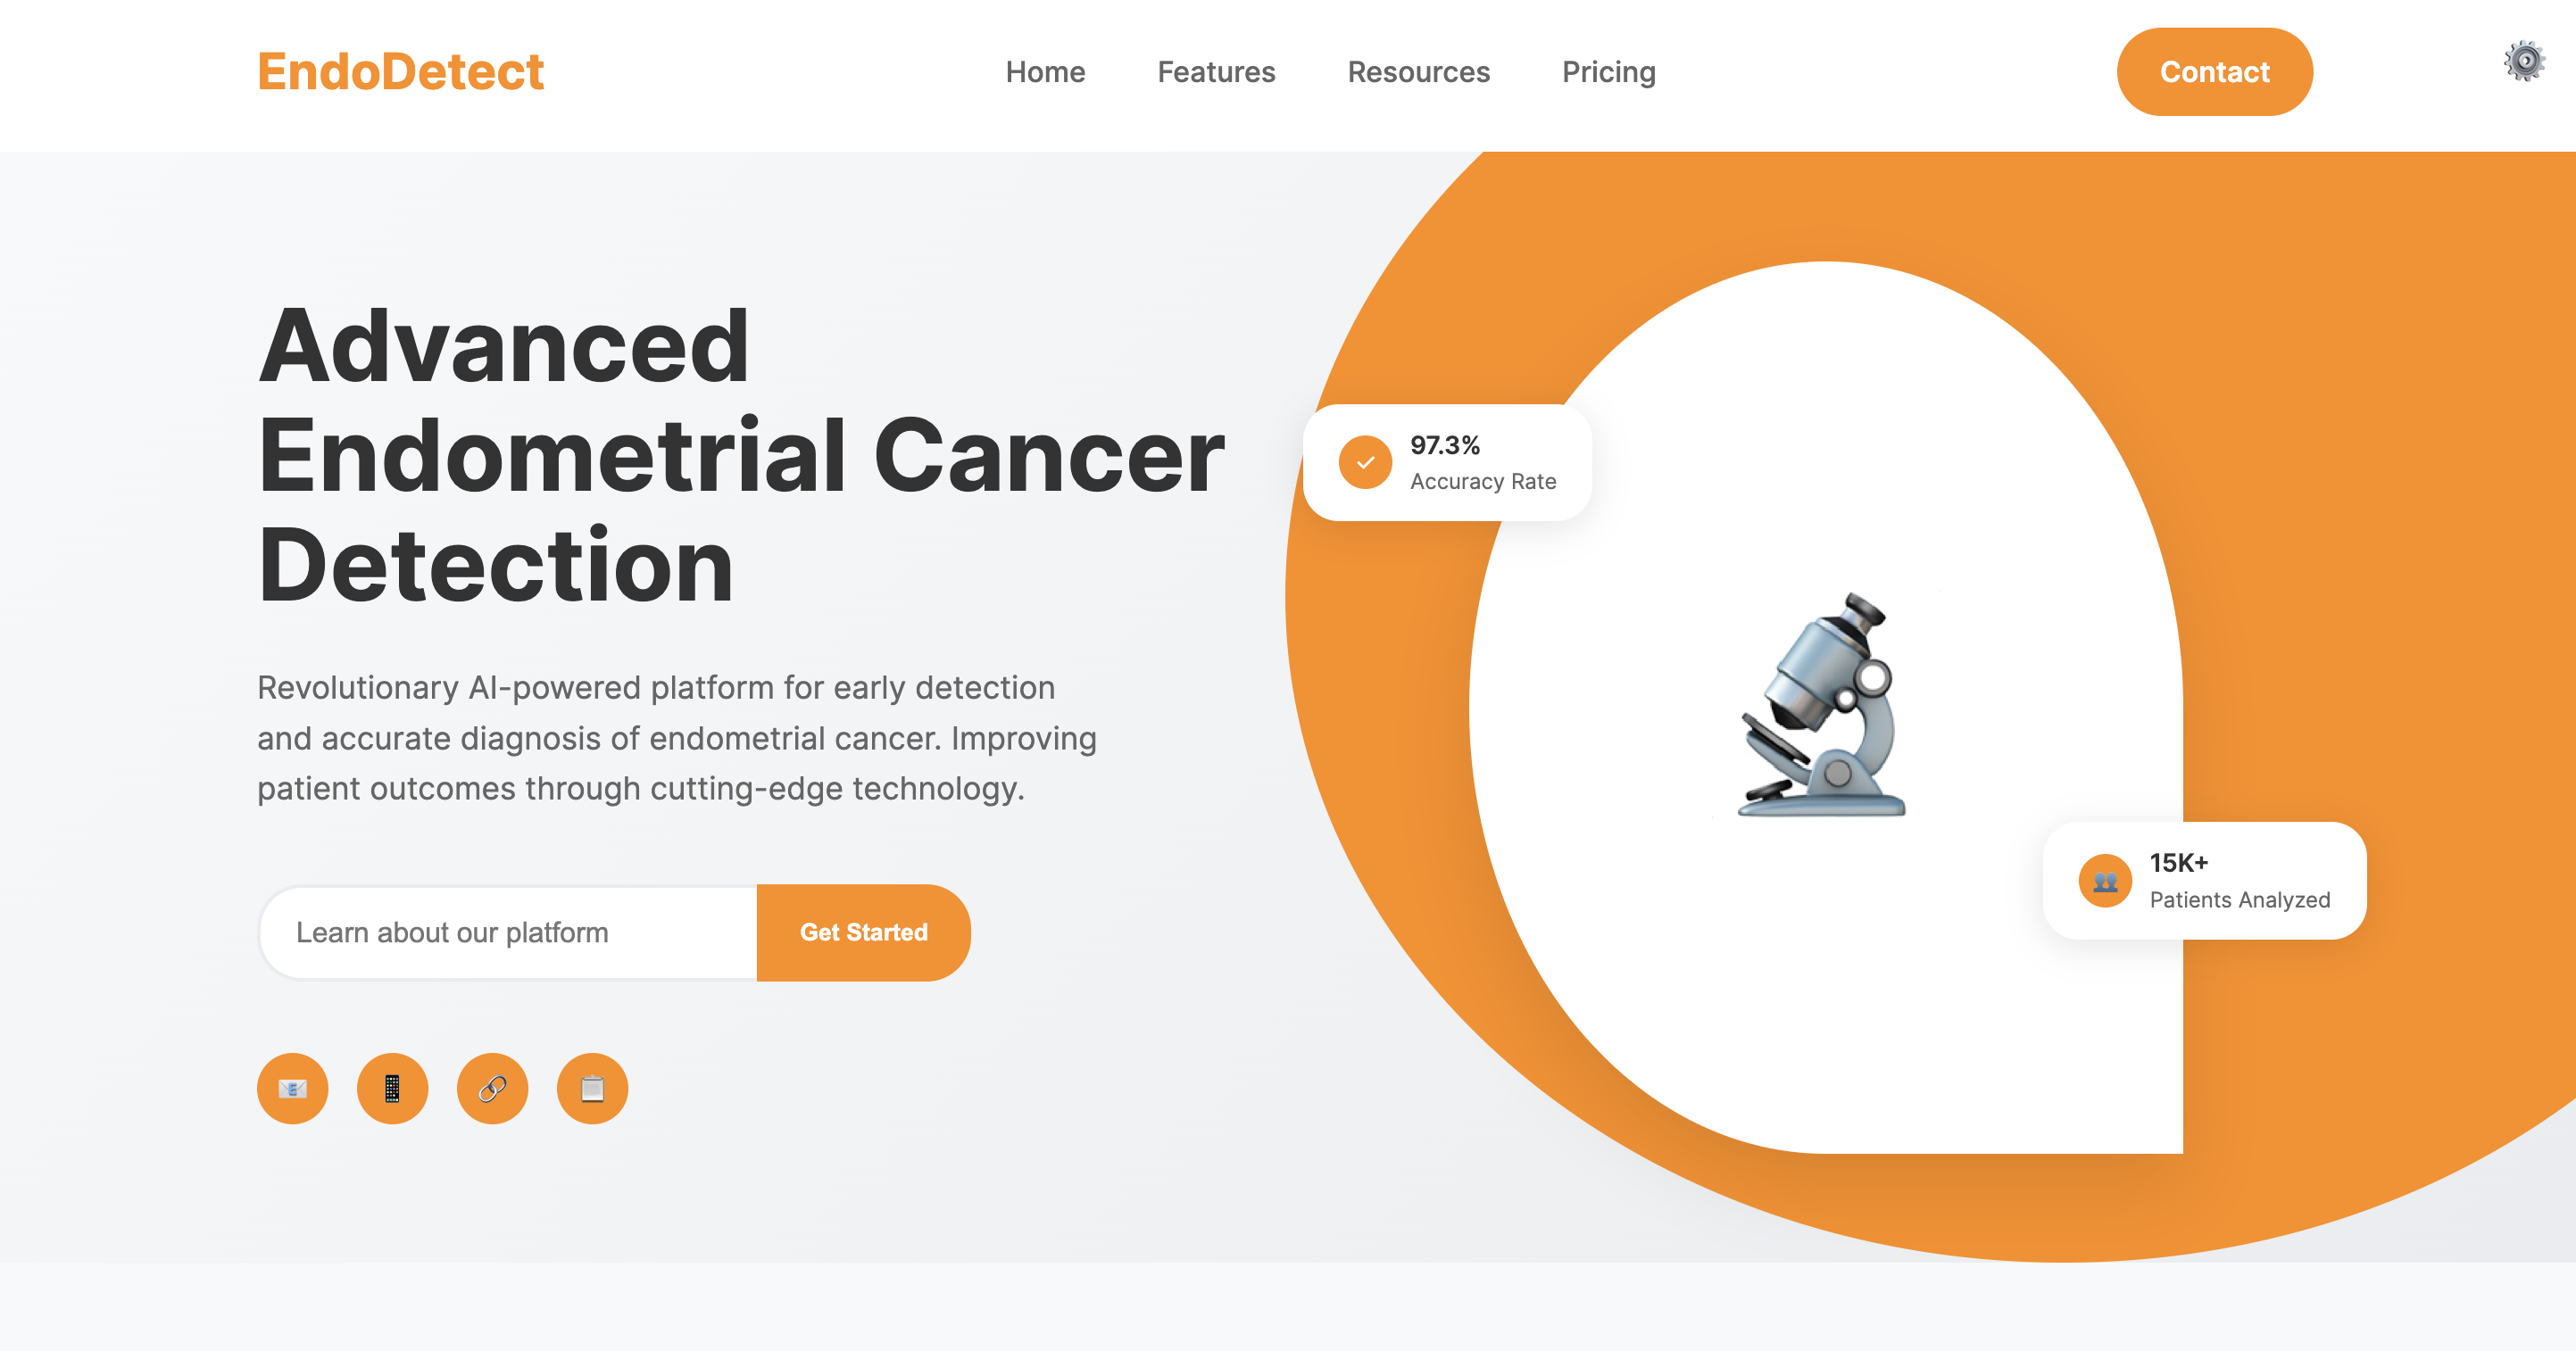 EndoDetect
Home
Features
Resources
Pricing
Contact
Advanced
Endometrial Cancer
Detection
Revolutionary AI-powered platform for early detection
and accurate diagnosis of endometrial cancer. Improving
patient outcomes through cutting-edge technology.
Learn about our platform
Get Started
97.3%
Accuracy Rate
15K+
Patients Analyzed